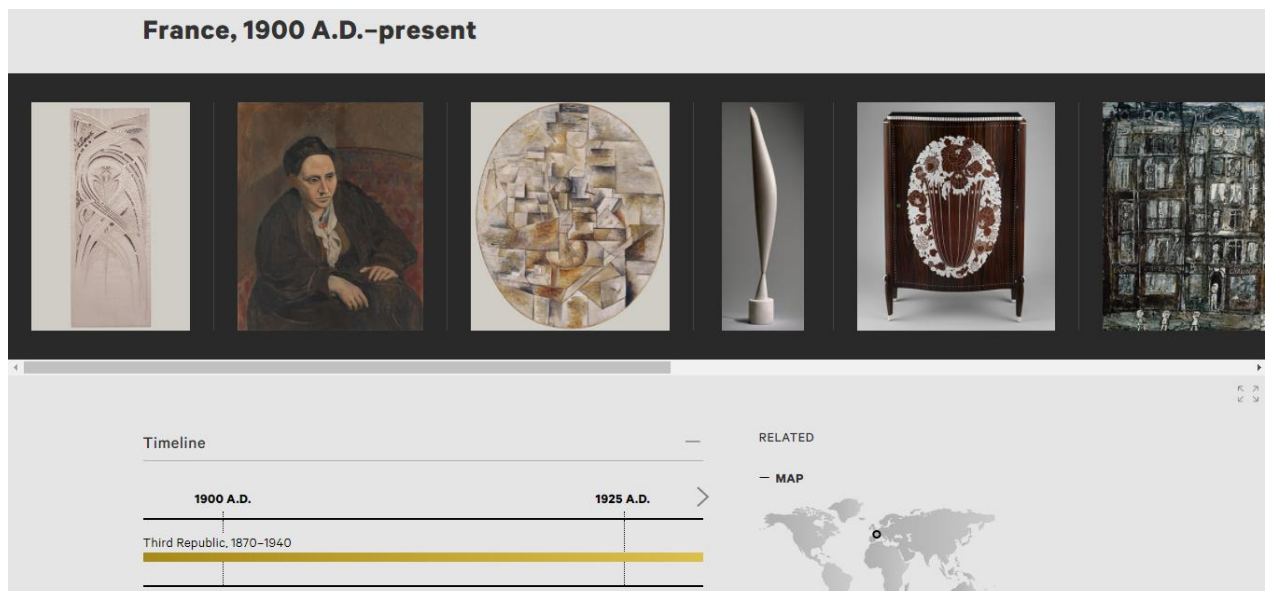 France, 1900 A.D.–present
Timeline
1900 A.D.
1925 A.D.
Third Republic, 1870–1940
RELATED
— MAP